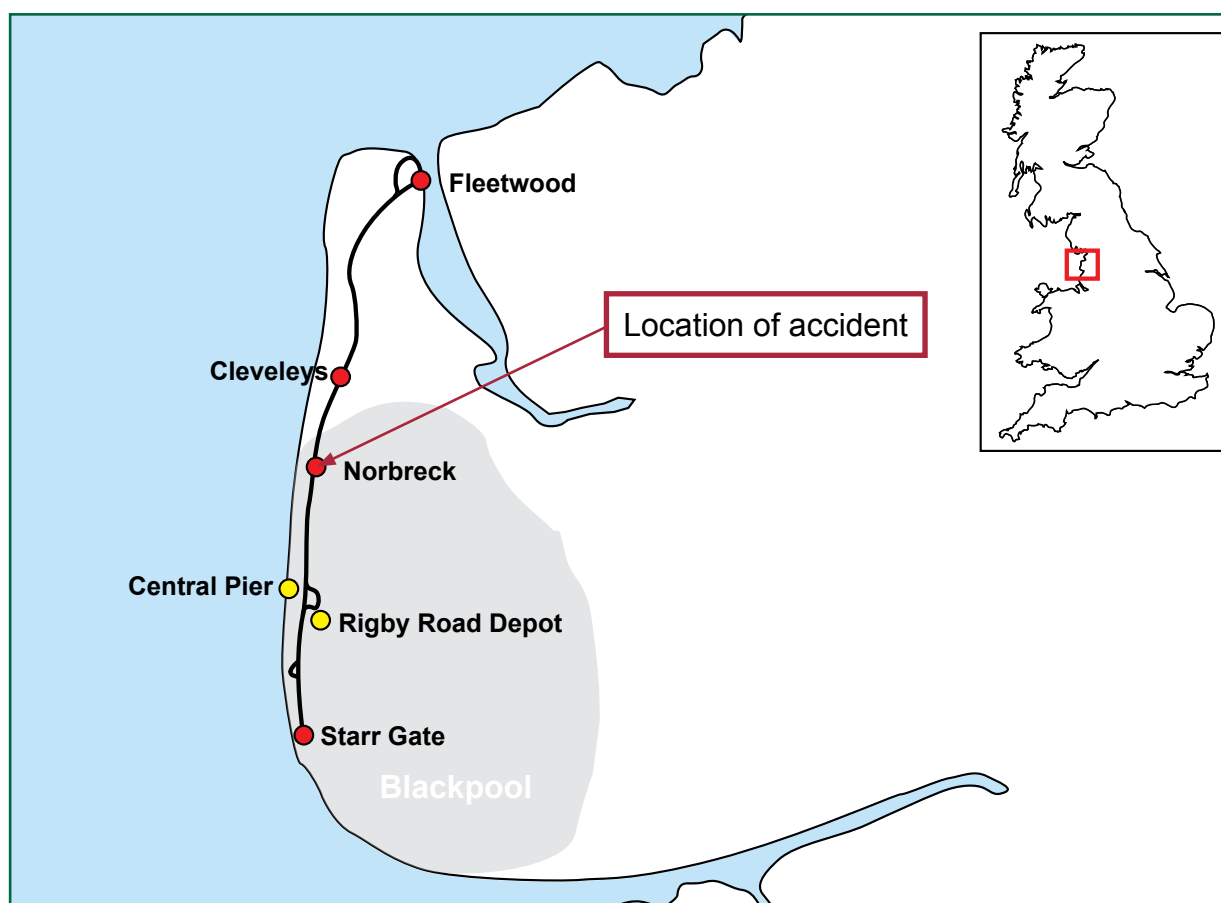 Fleetwood
Location of accident
Cleveleys
Norbreck
Central Pier
Rigby Road Depot
Starr Gate
Blackpool